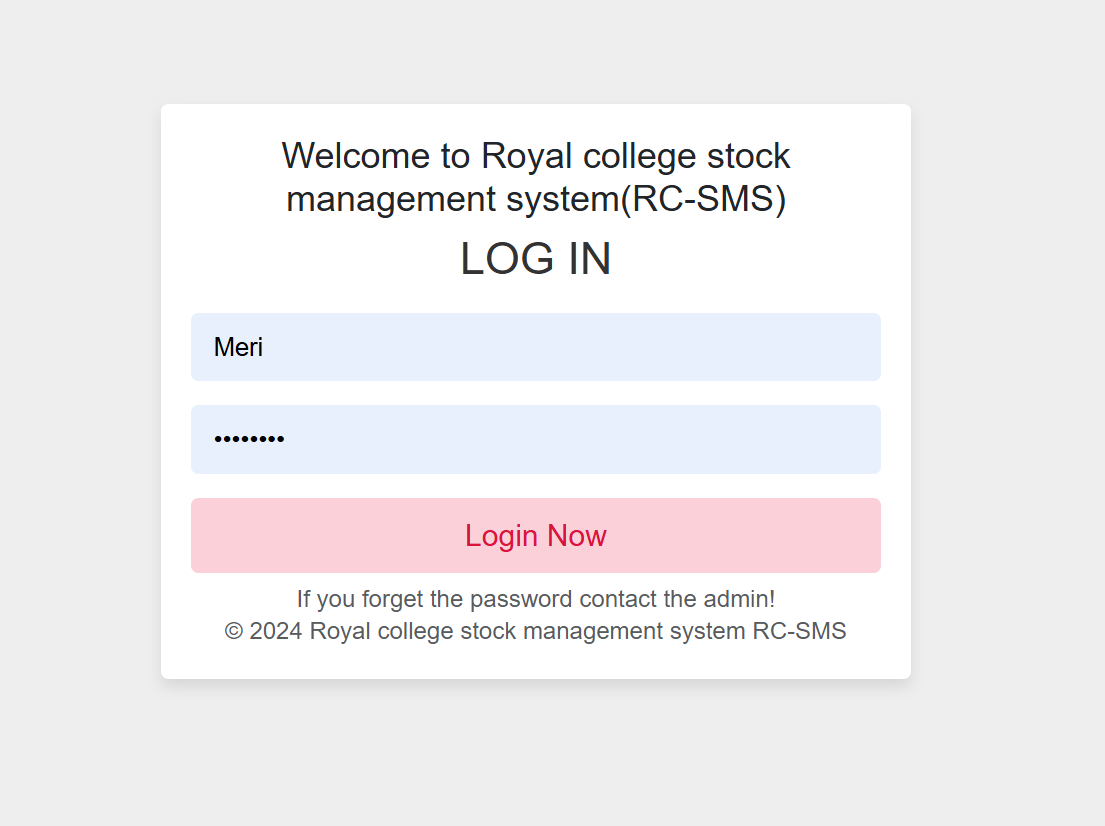 Welcome to Royal college stock
management system(RC-SMS)
LOG IN
Meri
••••••••
Login Now
If you forget the password contact the admin!
© 2024 Royal college stock management system RC-SMS